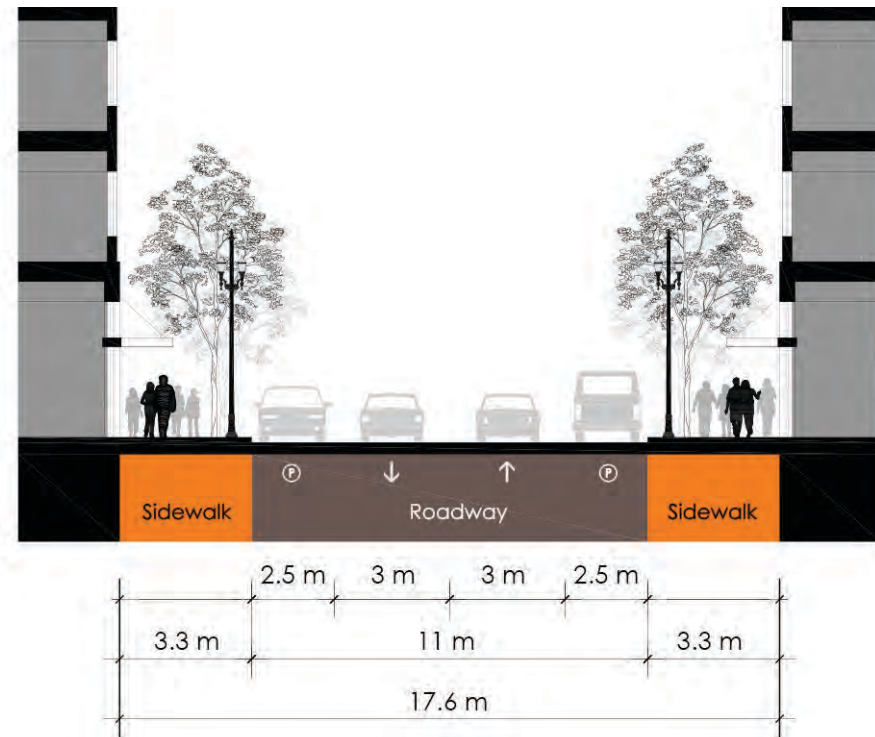 P ↓ ↑ P
Sidewalk Roadway Sidewalk
2.5 m 3 m 3 m 2.5 m
3.3 m 11 m 3.3 m
17.6 m